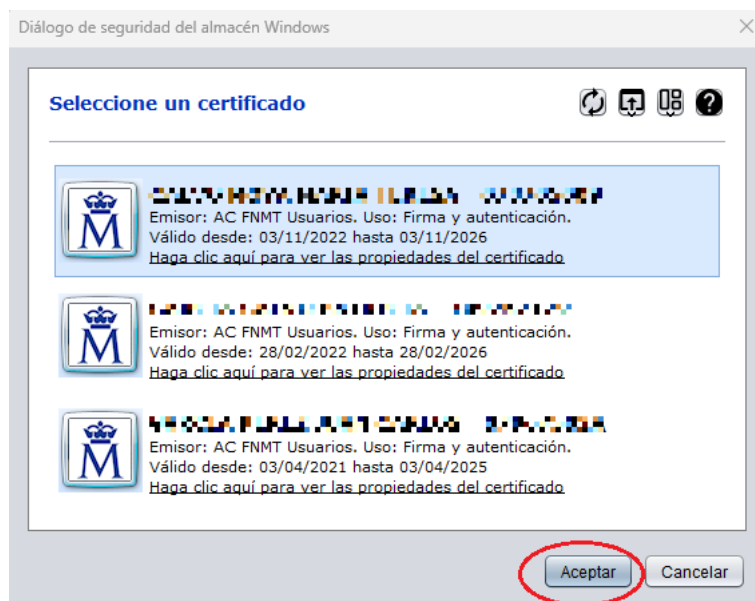 Diálogo de seguridad del almacén Windows
Seleccione un certificado
Emisor: AC FNMT Usuarios. Uso: Firma y autenticación.
Válido desde: 03/11/2022 hasta 03/11/2026
Haga clic aquí para ver las propiedades del certificado
Emisor: AC FNMT Usuarios. Uso: Firma y autenticación.
Válido desde: 28/02/2022 hasta 28/02/2026
Haga clic aquí para ver las propiedades del certificado
Emisor: AC FNMT Usuarios. Uso: Firma y autenticación.
Válido desde: 03/04/2021 hasta 03/04/2025
Haga clic aquí para ver las propiedades del certificado
Aceptar Cancelar